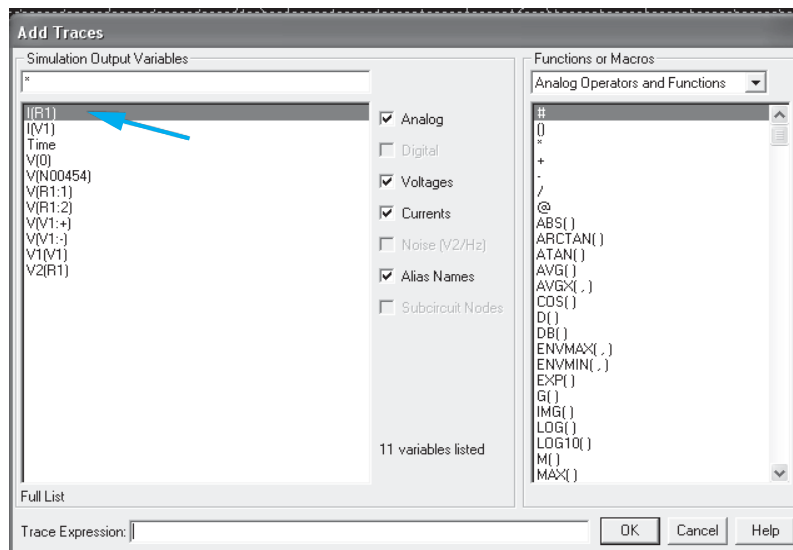 Add Traces
Simulation Output Variables
*
I(R1)
I(V1)
Time
V(0)
V(N00454)
V(R1:1)
V(R1:2)
V(V1:+)
V(V1:-)
V1(V1)
V2(R1)
Full List
Analog
Digital
Voltages
Currents
Noise (V2/Hz)
Alias Names
Subcircuit Nodes
11 variables listed
Functions or Macros
Analog Operators and Functions
#
()
*
+
-
/
@
ABS()
ARCTAN()
ATAN()
AVG()
AVGX(,)
COS()
D()
DB()
ENVMAX(,)
ENVMIN(,)
EXP()
G()
IMG()
LOG()
LOG10()
M()
MAX()
Trace Expression:
OK
Cancel
Help